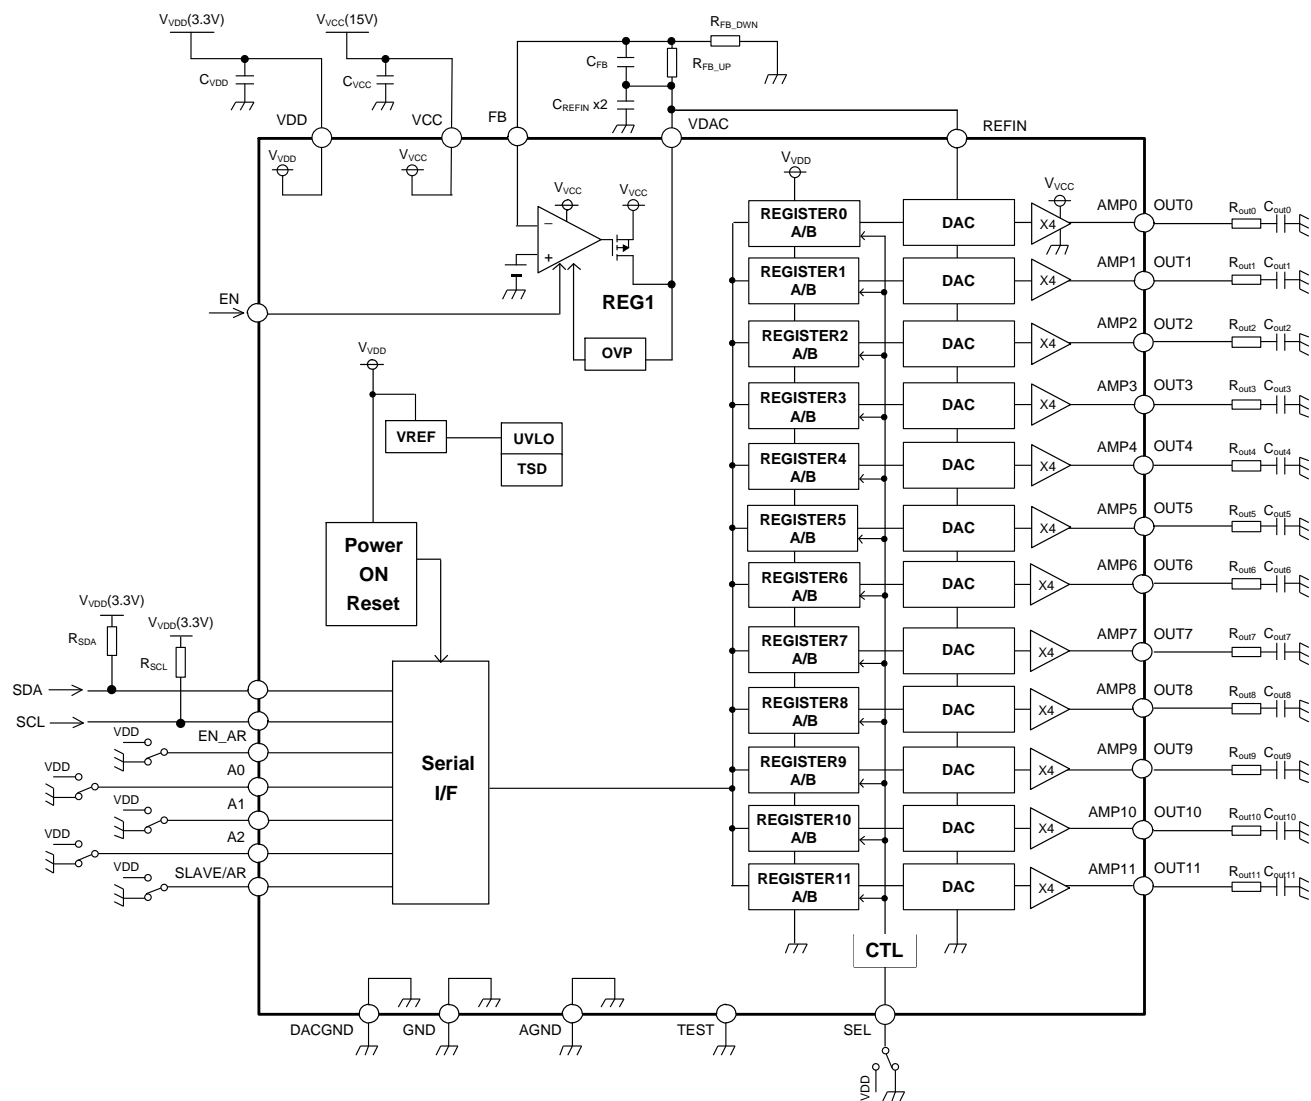 VVDD(3.3V)
VVCC(15V)
RFB_DWN
CFB
RFB_UP
CVDD
CVCC
CREFIN x2
VDD
VCC
FB
VDAC
REFIN
VVDD
VVCC
VVCC
VVCC
VVDD
VVCC
REG1
EN
OVP
VVDD
VREF
UVLO
TSD
Power
ON
Reset
VVDD(3.3V)
RSDA
VVDD(3.3V)
RSCL
SDA
SCL
EN_AR
VDD
A0
VDD
A1
VDD
A2
VDD
SLAVE/AR
VDD
Serial
I/F
REGISTER0
A/B
DAC
X4
AMP0
OUT0
Rout0
Cout0
REGISTER1
A/B
DAC
X4
AMP1
OUT1
Rout1
Cout1
REGISTER2
A/B
DAC
X4
AMP2
OUT2
Rout2
Cout2
REGISTER3
A/B
DAC
X4
AMP3
OUT3
Rout3
Cout3
REGISTER4
A/B
DAC
X4
AMP4
OUT4
Rout4
Cout4
REGISTER5
A/B
DAC
X4
AMP5
OUT5
Rout5
Cout5
REGISTER6
A/B
DAC
X4
AMP6
OUT6
Rout6
Cout6
REGISTER7
A/B
DAC
X4
AMP7
OUT7
Rout7
Cout7
REGISTER8
A/B
DAC
X4
AMP8
OUT8
Rout8
Cout8
REGISTER9
A/B
DAC
X4
AMP9
OUT9
Rout9
Cout9
REGISTER10
A/B
DAC
X4
AMP10
OUT10
Rout10
Cout10
REGISTER11
A/B
DAC
X4
AMP11
OUT11
Rout11
Cout11
CTL
DACGND
GND
AGND
TEST
SEL
VDD